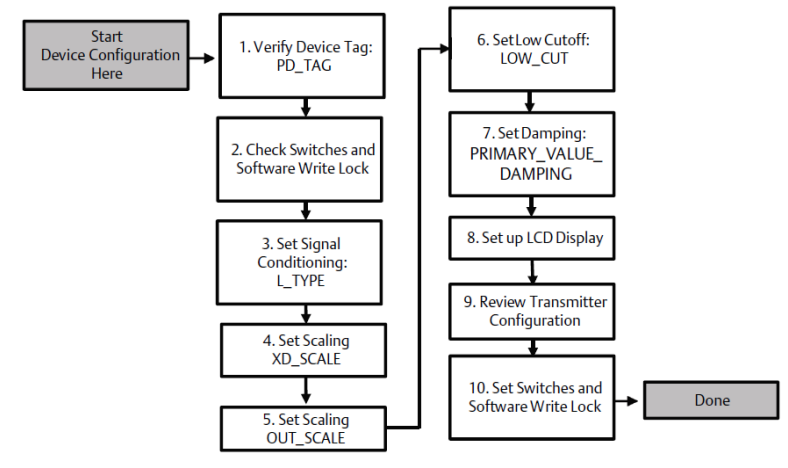 Start
Device Configuration
Here
1. Verify Device Tag:
PD_TAG
2. Check Switches and
Software Write Lock
3. Set Signal
Conditioning:
L_TYPE
4. Set Scaling
XD_SCALE
5. Set Scaling
OUT_SCALE
6. Set Low Cutoff:
LOW_CUT
7. Set Damping:
PRIMARY_VALUE_
DAMPING
8. Set up LCD Display
9. Review Transmitter
Configuration
10. Set Switches and
Software Write Lock
Done